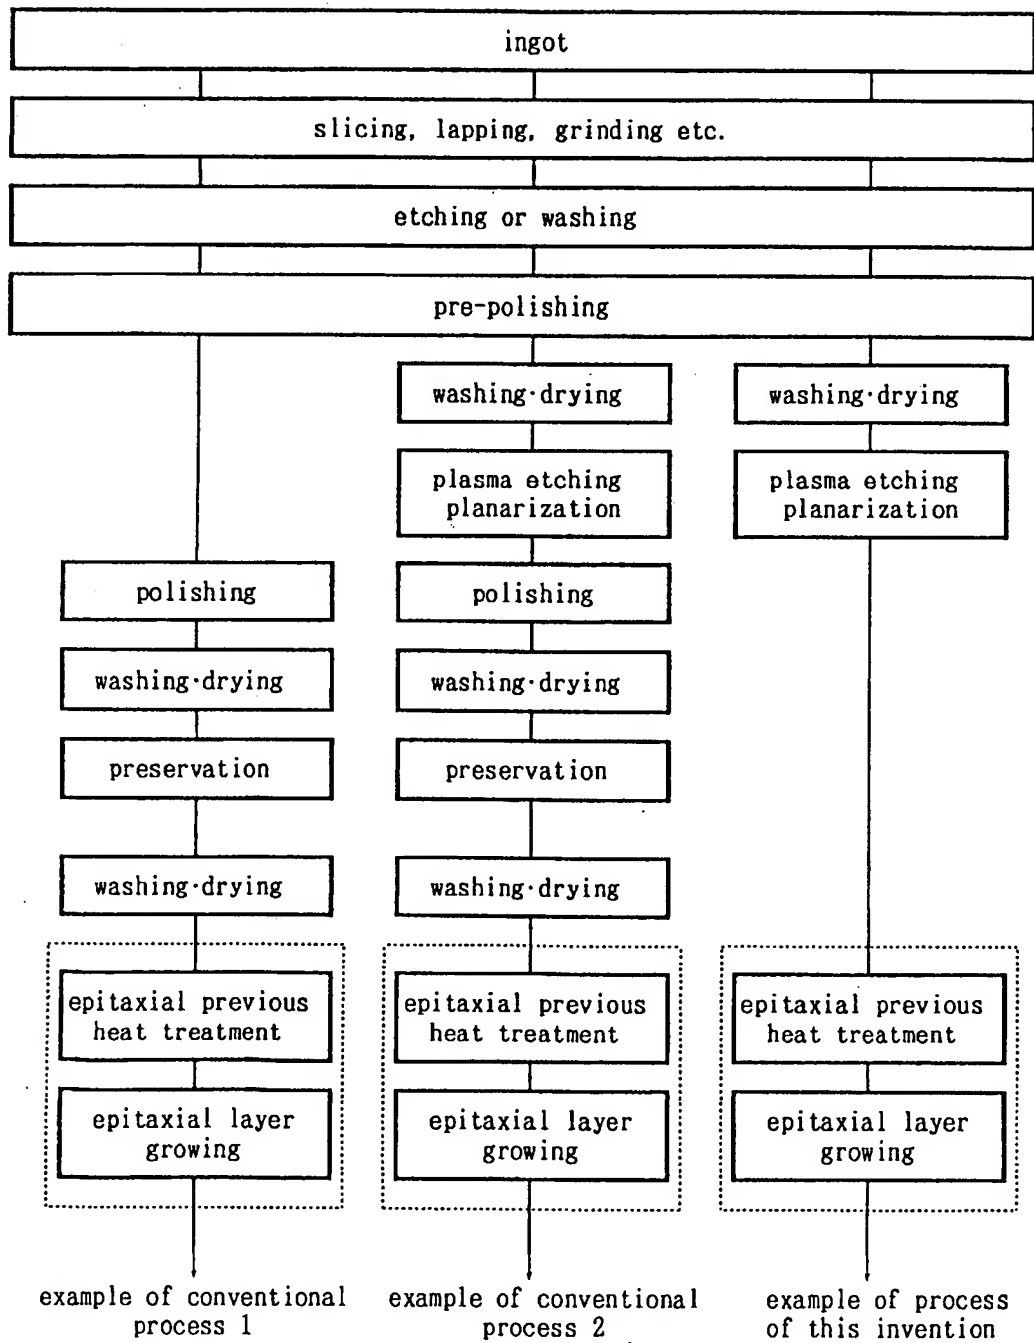 ingot
slicing, lapping, grinding etc.
etching or washing
pre-polishing
washing·drying
washing·drying
plasma etching
planarization
plasma etching
planarization
polishing
polishing
washing·drying
washing·drying
preservation
preservation
washing·drying
washing·drying
epitaxial previous
heat treatment
epitaxial previous
heat treatment
epitaxial previous
heat treatment
epitaxial layer
growing
epitaxial layer
growing
epitaxial layer
growing
example of conventional
process 1
example of conventional
process 2
example of process
of this invention